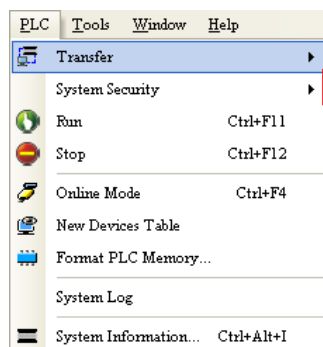 PLC Tools Window Help
Transfer
System Security
Run Ctrl+F11
Stop Ctrl+F12
Online Mode Ctrl+F4
New Devices Table
Format PLC Memory...
System Log
System Information... Ctrl+Alt+I